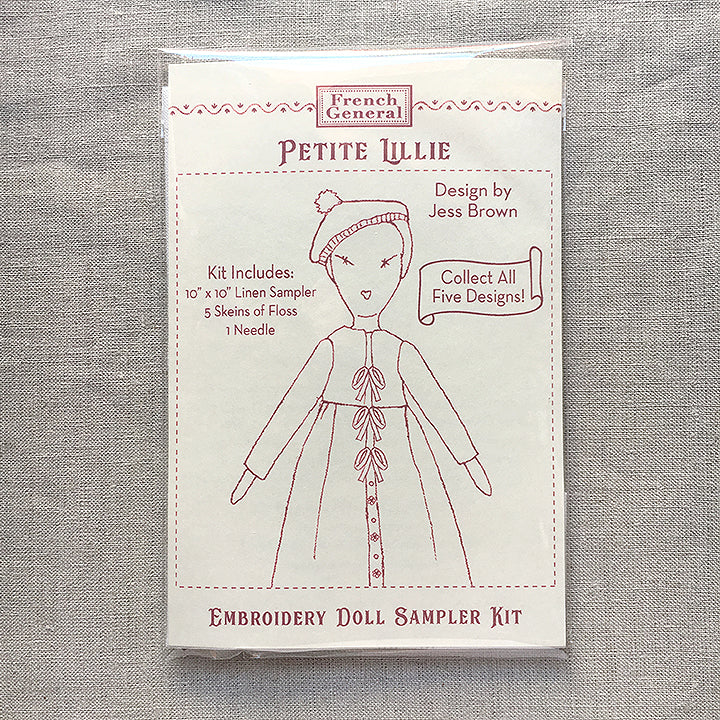 French
General
Petite Lillie
Design by
Jess Brown
Kit Includes:
10" x 10" Linen Sampler
5 Skeins of Floss
1 Needle
Collect All
Five Designs!
Embroidery Doll Sampler Kit